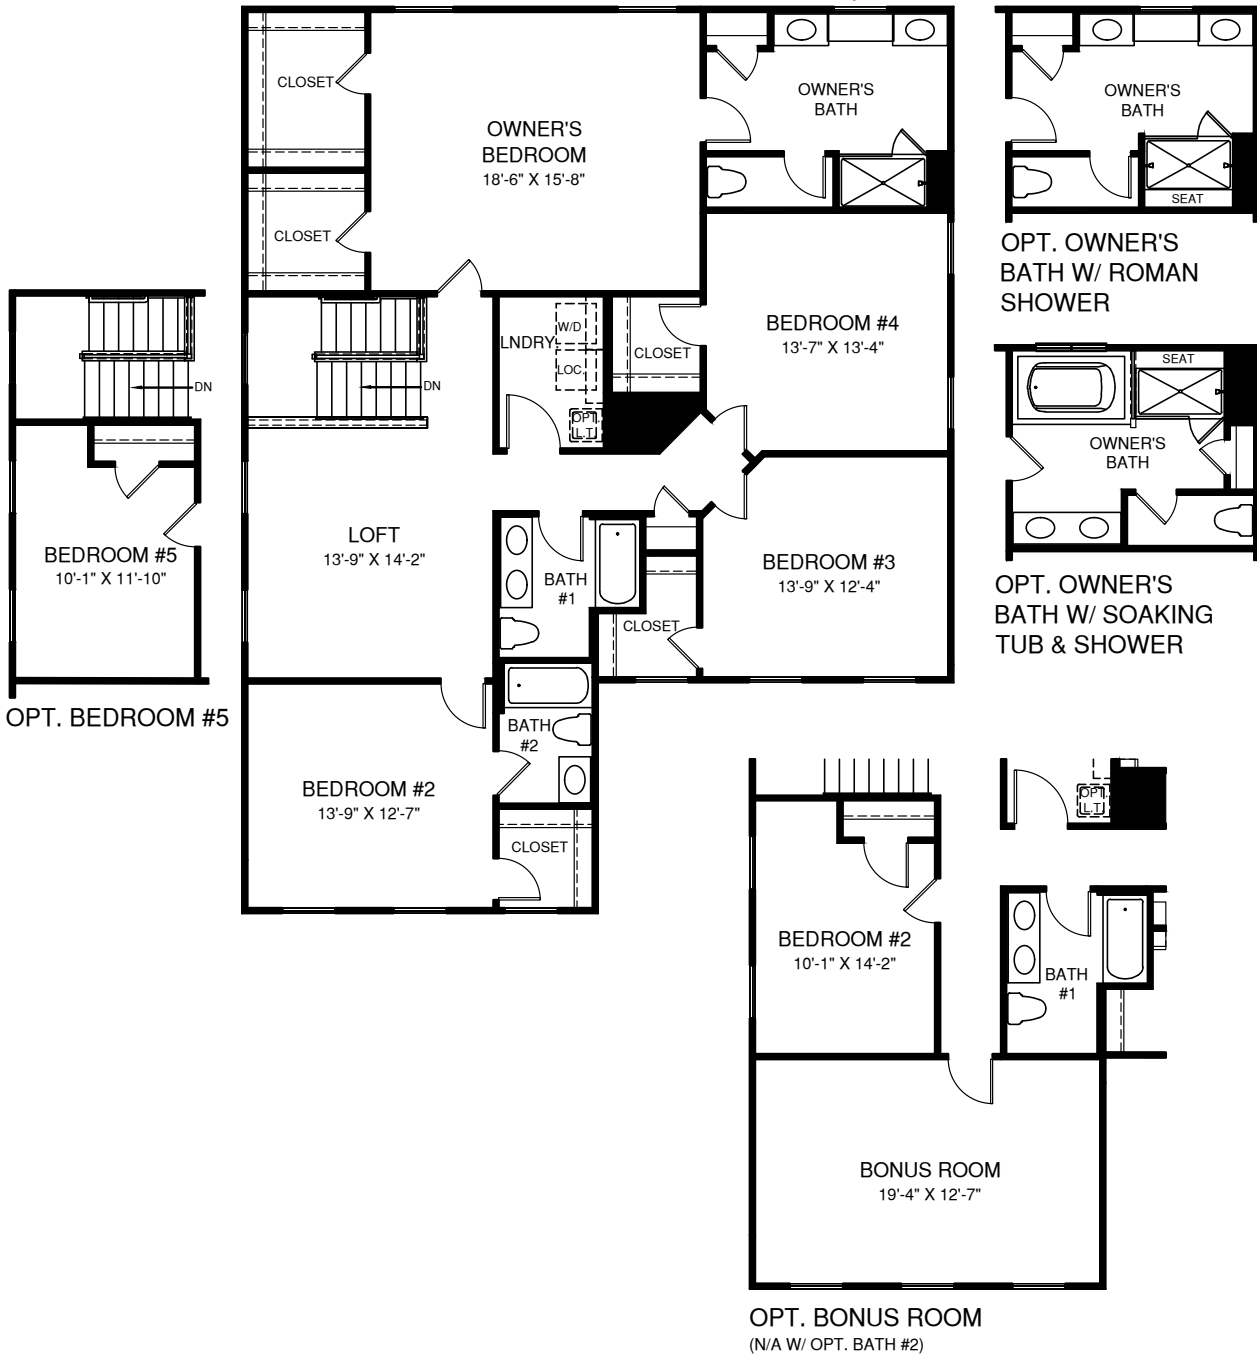 CLOSET
OWNER'S
BEDROOM
18'-6" X 15'-8"
CLOSET
OWNER'S
BATH
OWNER'S
BATH
SEAT
OPT. OWNER'S
BATH W/ ROMAN
SHOWER
DN
BEDROOM #5
10'-1" X 11'-10"
OPT. BEDROOM #5
DN
LNDRY.
W/D
LOC.
OPT.
L.T.
CLOSET
BEDROOM #4
13'-7" X 13'-4"
SEAT
OWNER'S
BATH
OPT. OWNER'S
BATH W/ SOAKING
TUB & SHOWER
LOFT
13'-9" X 14'-2"
BATH
#1
CLOSET
BEDROOM #3
13'-9" X 12'-4"
BATH
#2
BEDROOM #2
13'-9" X 12'-7"
CLOSET
OPT.
L.T.
BEDROOM #2
10'-1" X 14'-2"
BATH
#1
BONUS ROOM
19'-4" X 12'-7"
OPT. BONUS ROOM
(N/A W/ OPT. BATH #2)